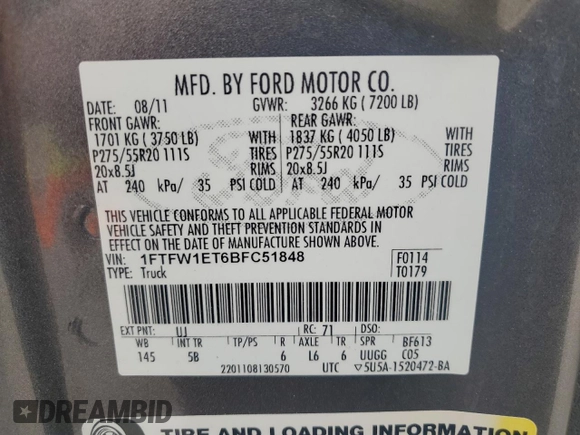 MFD. BY FORD MOTOR CO.
DATE: 08/11 GVWR: 3266 KG ( 7200 LB)
FRONT GAWR: REAR GAWR:
1701 KG ( 3750 LB) WITH 1837 KG ( 4050 LB) WITH
P275/55R20 111S TIRES P275/55R20 111S TIRES
20x8.5J RIMS 20x8.5J RIMS
AT 240 kPa/ 35 PSI COLD AT 240 kPa/ 35 PSI COLD
THIS VEHICLE CONFORMS TO ALL APPLICABLE FEDERAL MOTOR
VEHICLE SAFETY AND THEFT PREVENTION STANDARDS IN
EFFECT ON THE DATE OF MANUFACTURE SHOWN ABOVE.
VIN: 1FTFW1ET6BFC51848 F0114
TYPE: Truck T0179
EXT PNT: UJ RC: 71 DSO:
WB INT TR TP/PS R AXLE TR SPR BF613
145 5B 6 L6 6 UUGG C05
2201108130570 UTC ▽5U5A-1520472-BA
TIRE AND LOADING INFORMATION
DREAMBID